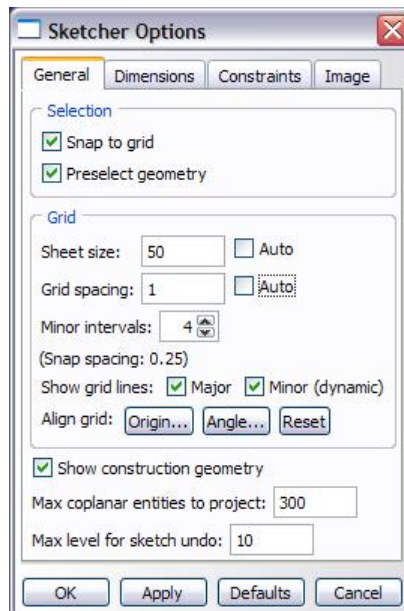 Sketcher Options
General Dimensions Constraints Image
Selection
Snap to grid
Preselect geometry
Grid
Sheet size: 50 Auto
Grid spacing: 1 Auto
Minor intervals: 4
(Snap spacing: 0.25)
Show grid lines: Major Minor (dynamic)
Align grid: Origin... Angle... Reset
Show construction geometry
Max coplanar entities to project: 300
Max level for sketch undo: 10
OK Apply Defaults Cancel